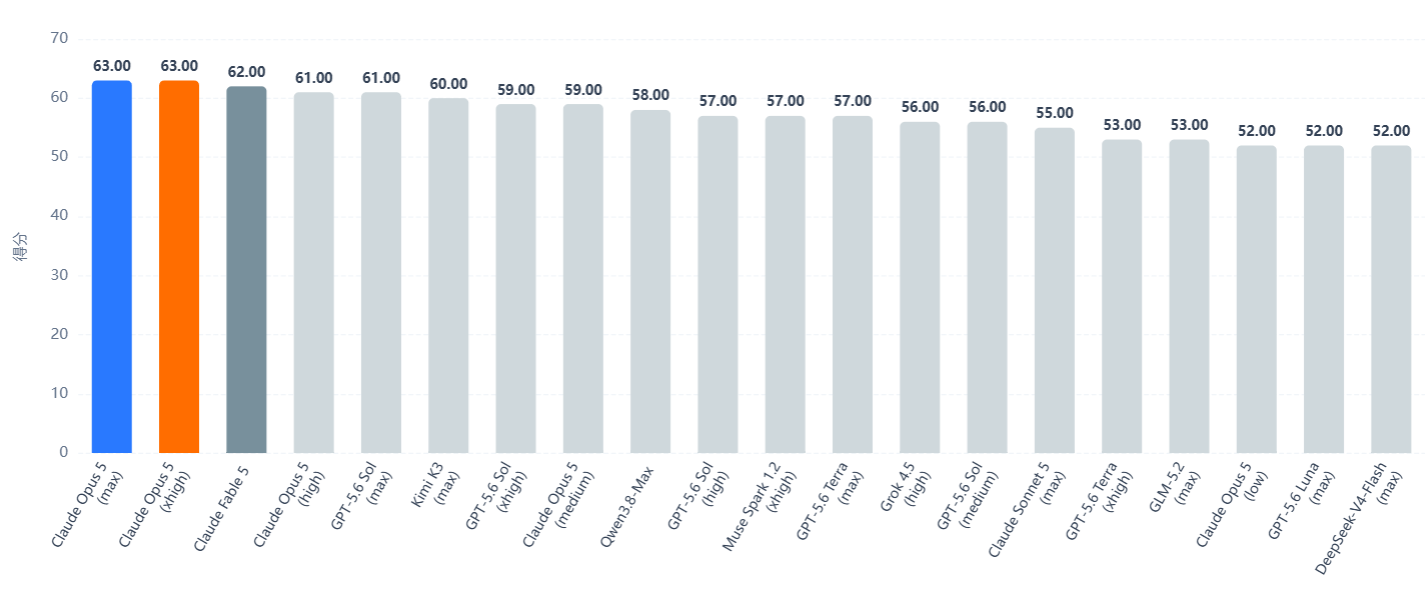 70
60
50
40
30
20
10
0
得分
63.00
63.00
62.00
61.00
61.00
60.00
59.00
59.00
58.00
57.00
57.00
57.00
56.00
56.00
55.00
53.00
53.00
52.00
52.00
52.00
Claude Opus 5
(max)
Claude Opus 5
(xhigh)
Claude Fable 5
Claude Opus 5
(high)
GPT-5.6 Sol
(max)
Kimi K3
(max)
GPT-5.6 Sol
(xhigh)
Claude Opus 5
(medium)
Qwen3.8-Max
GPT-5.6 Sol
(high)
Muse Spark 1.2
(xhigh)
GPT-5.6 Terra
(max)
Grok 4.5
(high)
GPT-5.6 Sol
(medium)
Claude Sonnet 5
(max)
GPT-5.6 Terra
(xhigh)
GLM-5.2
(max)
Claude Opus 5
(low)
GPT-5.6 Luna
(max)
DeepSeek-V4-Flash
(max)